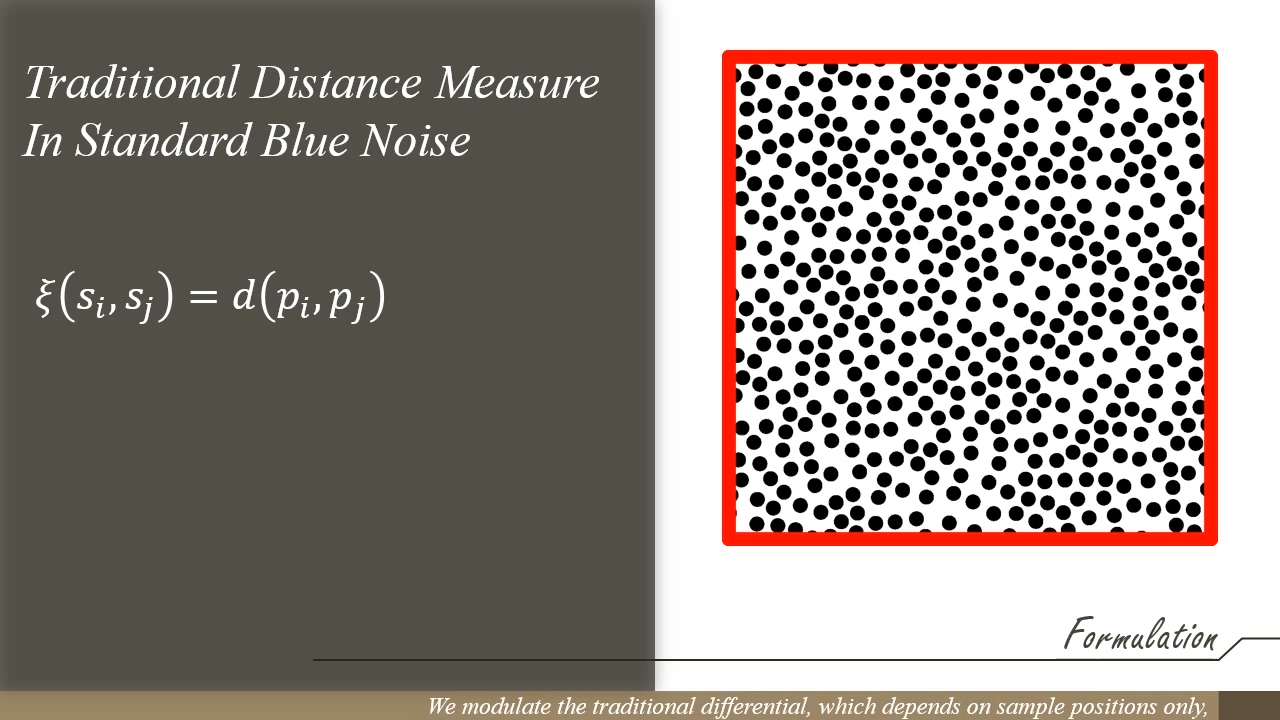 Traditional Distance Measure
In Standard Blue Noise
ξ(sᵢ, sⱼ) = d(pᵢ, pⱼ)
Formulation
We modulate the traditional differential, which depends on sample positions only,